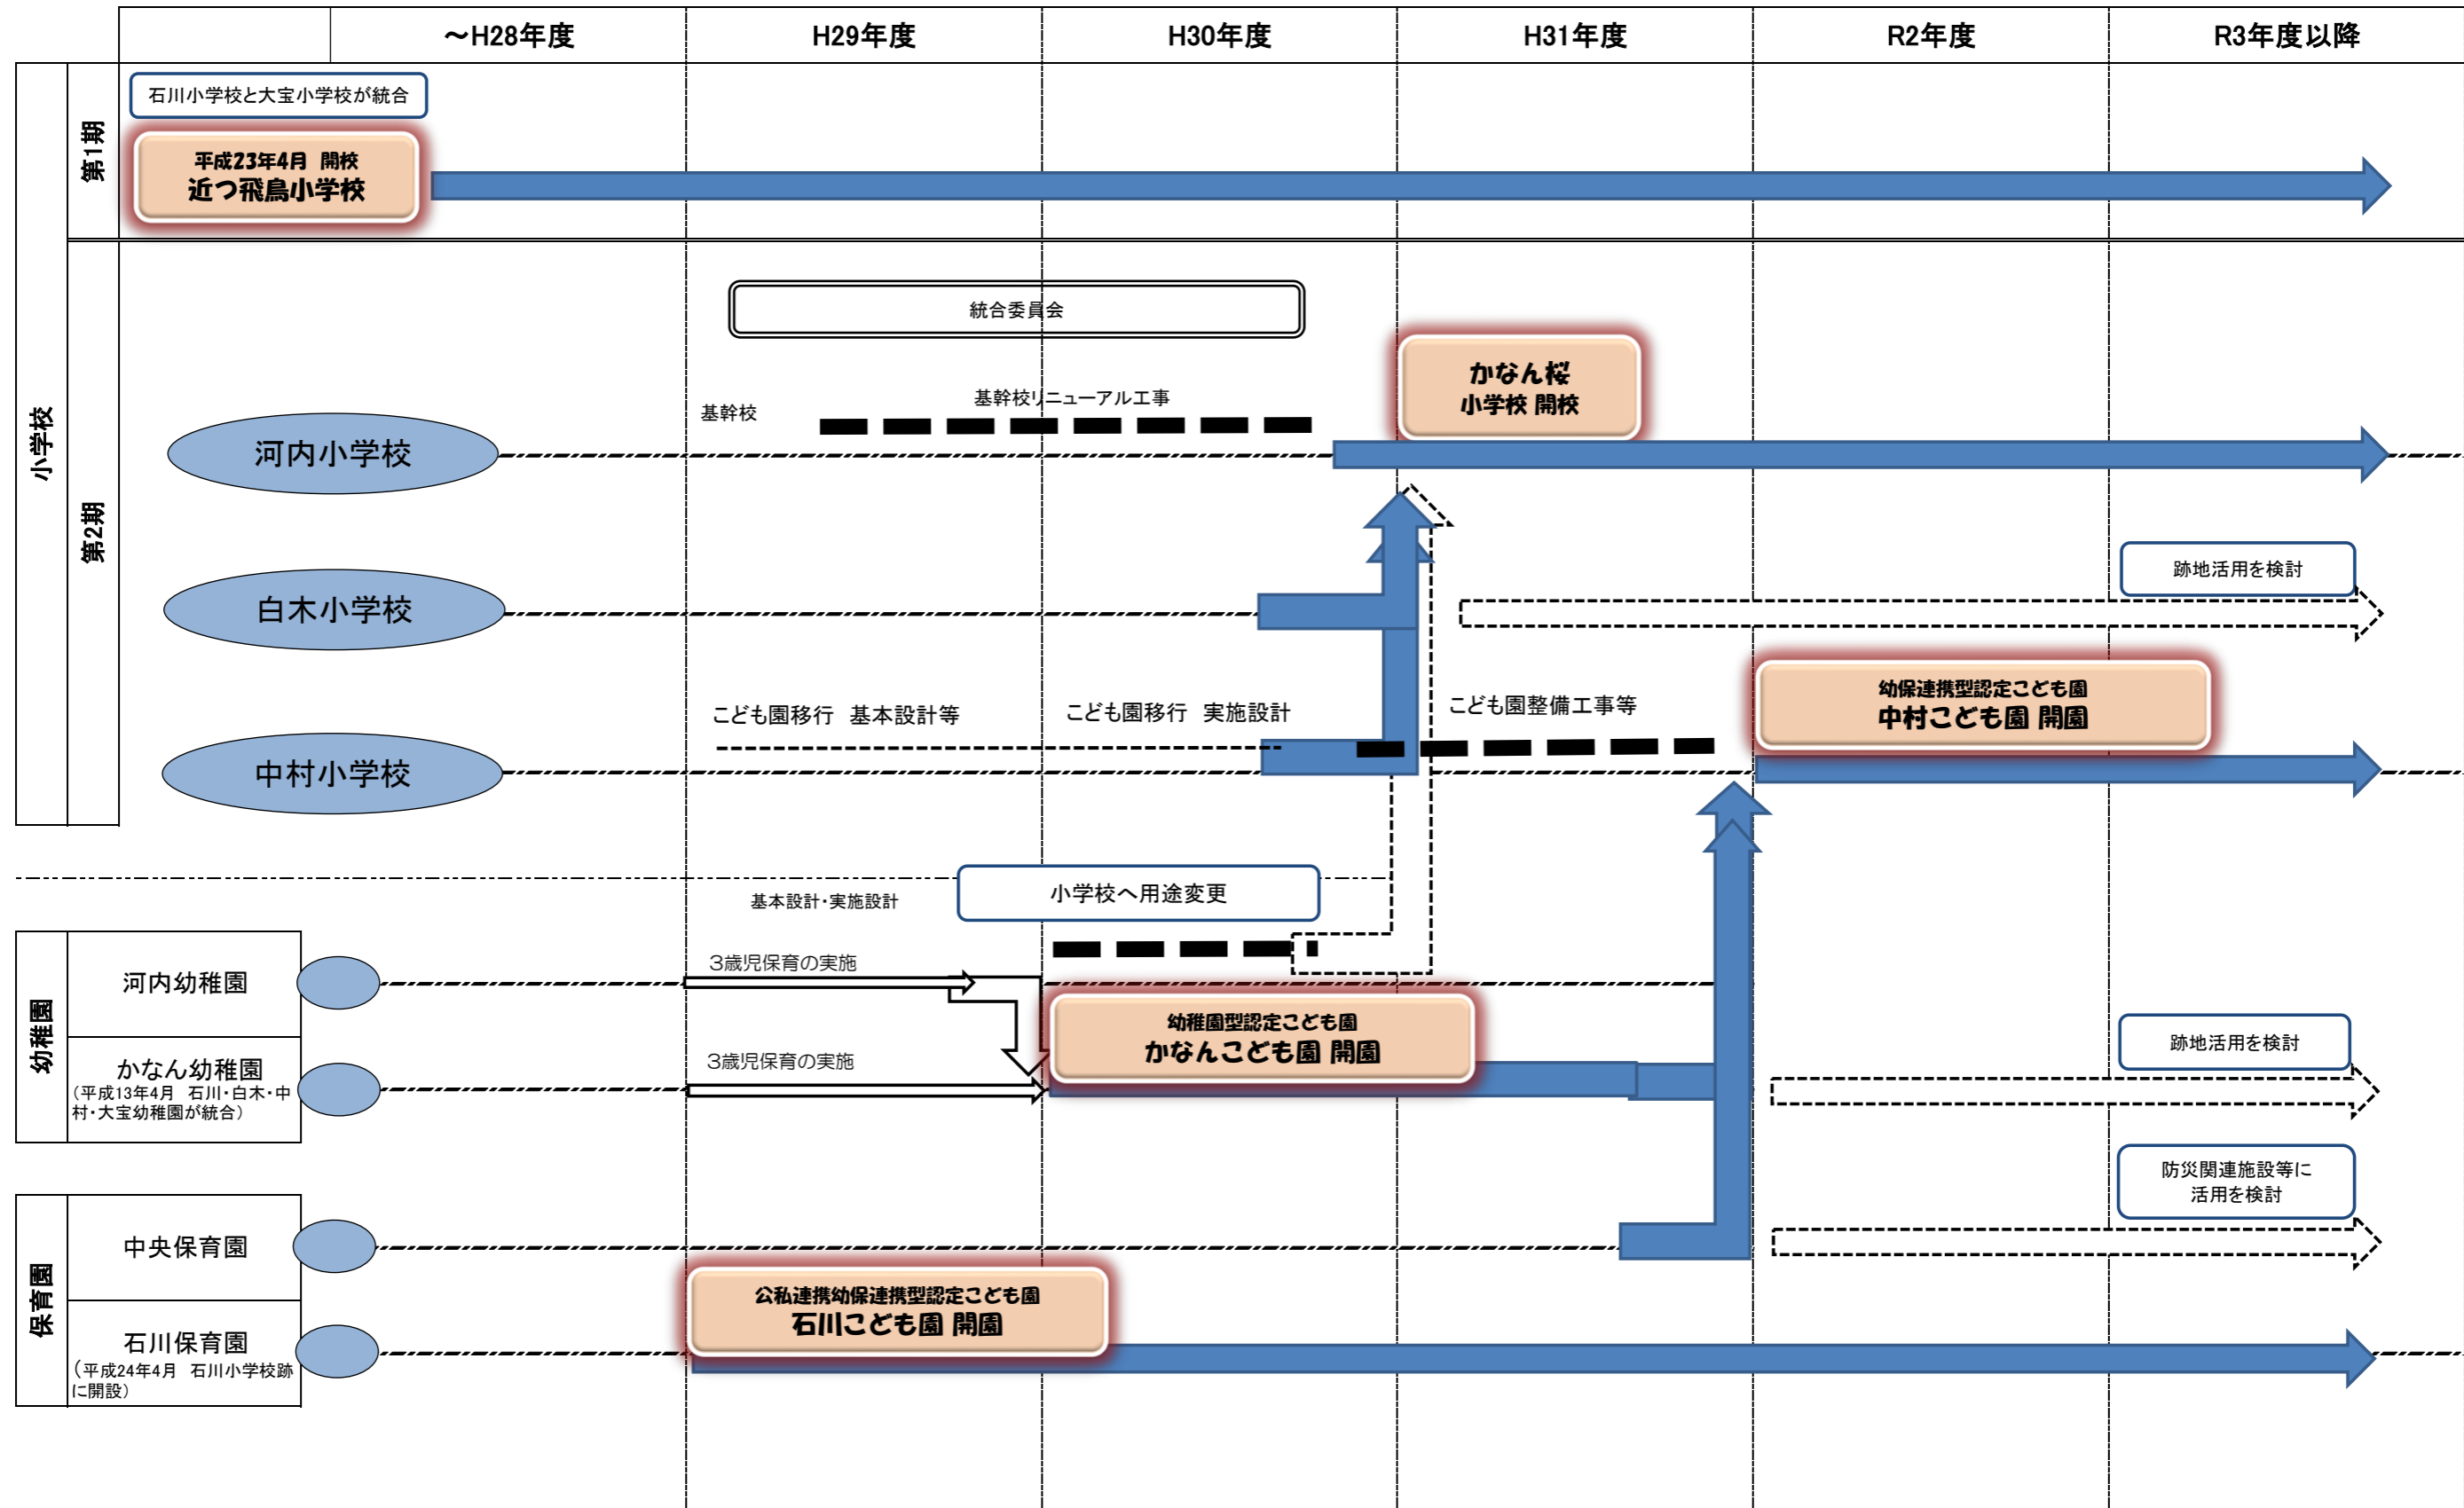 ～H28年度
H29年度
H30年度
H31年度
R2年度
R3年度以降
小学校
第1期
石川小学校と大宝小学校が統合
平成23年4月 開校
近つ飛鳥小学校
第2期
統合委員会
かなん桜
小学校 開校
基幹校
基幹校リニューアル工事
河内小学校
跡地活用を検討
白木小学校
幼保連携型認定こども園
中村こども園 開園
こども園移行 基本設計等
こども園移行 実施設計
こども園整備工事等
中村小学校
小学校へ用途変更
基本設計・実施設計
幼稚園
河内幼稚園
3歳児保育の実施
幼稚園型認定こども園
かなんこども園 開園
かなん幼稚園
(平成13年4月 石川・白木・中
村・大宝幼稚園が統合)
3歳児保育の実施
跡地活用を検討
防災関連施設等に
活用を検討
保育園
中央保育園
公私連携幼保連携型認定こども園
石川こども園 開園
石川保育園
(平成24年4月 石川小学校跡
に開設)